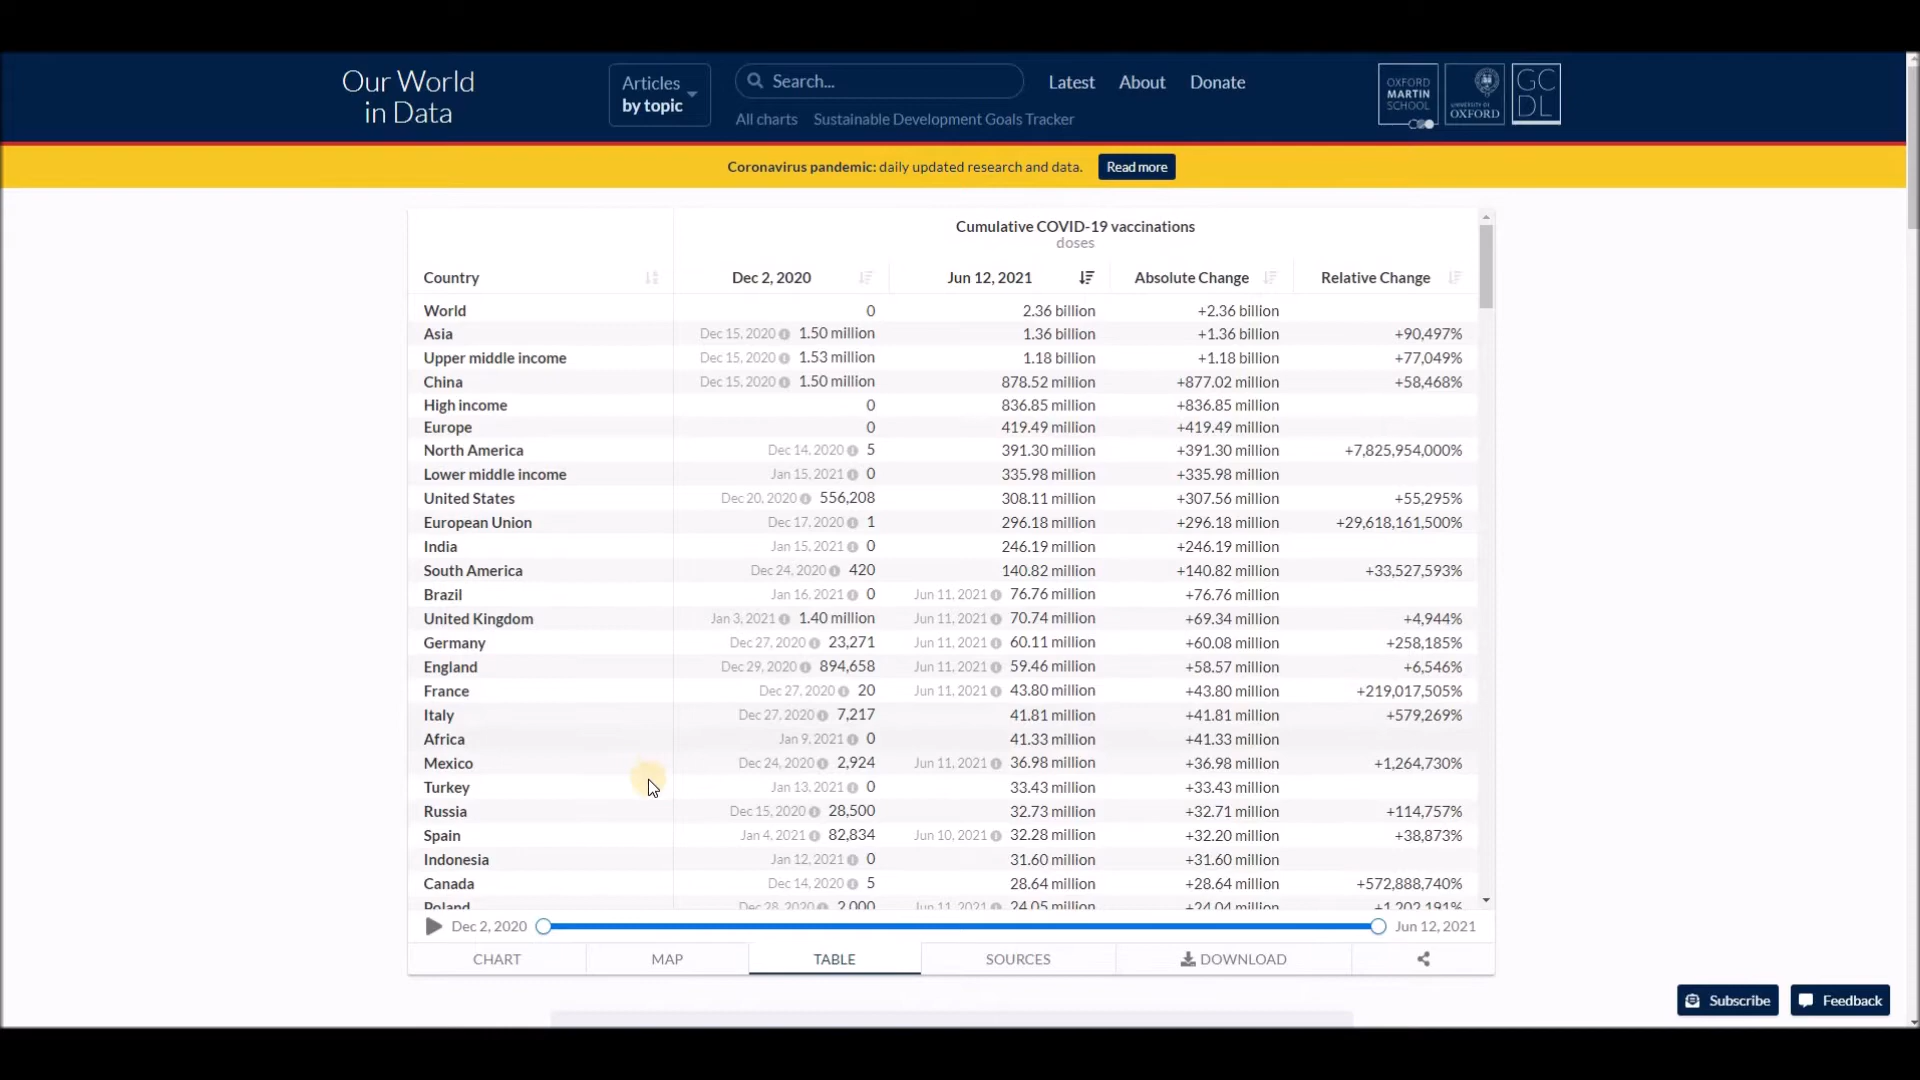 Our World
in Data
Articles
by topic
Search...
Latest About Donate
All charts Sustainable Development Goals Tracker
OXFORD
MARTIN
SCHOOL
UNIVERSITY OF
OXFORD
GC
DL
Coronavirus pandemic: daily updated research and data. Read more
Cumulative COVID-19 vaccinations
doses
Country Dec 2, 2020 Jun 12, 2021 Absolute Change Relative Change
World 0 2.36 billion +2.36 billion
Asia Dec 15, 2020 1.50 million 1.36 billion +1.36 billion +90,497%
Upper middle income Dec 15, 2020 1.53 million 1.18 billion +1.18 billion +77,049%
China Dec 15, 2020 1.50 million 878.52 million +877.02 million +58,468%
High income 0 836.85 million +836.85 million
Europe 0 419.49 million +419.49 million
North America Dec 14, 2020 5 391.30 million +391.30 million +7,825,954,000%
Lower middle income Jan 15, 2021 0 335.98 million +335.98 million
United States Dec 20, 2020 556,208 308.11 million +307.56 million +55,295%
European Union Dec 17, 2020 1 296.18 million +296.18 million +29,618,161,500%
India Jan 15, 2021 0 246.19 million +246.19 million
South America Dec 24, 2020 420 140.82 million +140.82 million +33,527,593%
Brazil Jan 16, 2021 0 Jun 11, 2021 76.76 million +76.76 million
United Kingdom Jan 3, 2021 1.40 million Jun 11, 2021 70.74 million +69.34 million +4,944%
Germany Dec 27, 2020 23,271 Jun 11, 2021 60.11 million +60.08 million +258,185%
England Dec 29, 2020 894,658 Jun 11, 2021 59.46 million +58.57 million +6,546%
France Dec 27, 2020 20 Jun 11, 2021 43.80 million +43.80 million +219,017,505%
Italy Dec 27, 2020 7,217 41.81 million +41.81 million +579,269%
Africa Jan 9, 2021 0 41.33 million +41.33 million
Mexico Dec 24, 2020 2,924 Jun 11, 2021 36.98 million +36.98 million +1,264,730%
Turkey Jan 13, 2021 0 33.43 million +33.43 million
Russia Dec 15, 2020 28,500 32.73 million +32.71 million +114,757%
Spain Jan 4, 2021 82,834 Jun 10, 2021 32.28 million +32.20 million +38,873%
Indonesia Jan 12, 2021 0 31.60 million +31.60 million
Canada Dec 14, 2020 5 28.64 million +28.64 million +572,888,740%
Poland Dec 28, 2020 2,000 Jun 11, 2021 24.05 million +24.04 million +1,202,191%
Dec 2, 2020 Jun 12, 2021
CHART MAP TABLE SOURCES DOWNLOAD
Subscribe Feedback